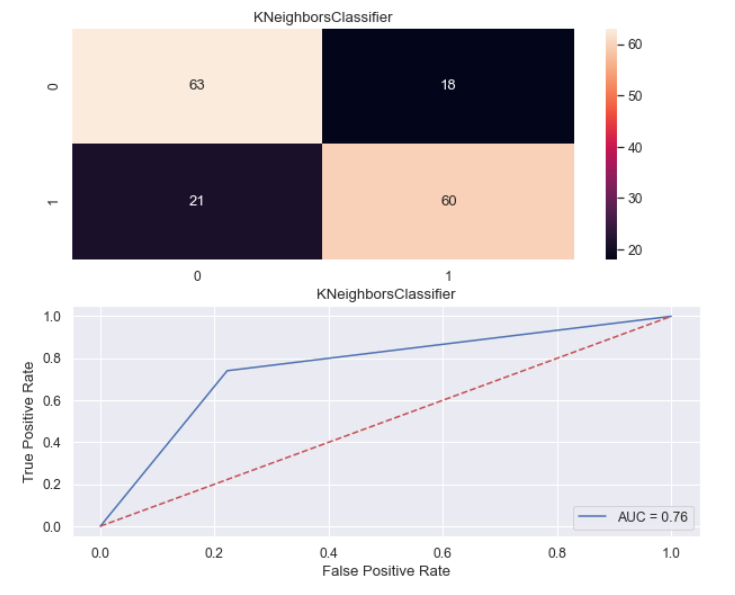 KNeighborsClassifier
0 63 18
1 21 60
0 1
60
50
40
30
20
KNeighborsClassifier
True Positive Rate
1.0
0.8
0.6
0.4
0.2
0.0
AUC = 0.76
0.0 0.2 0.4 0.6 0.8 1.0
False Positive Rate